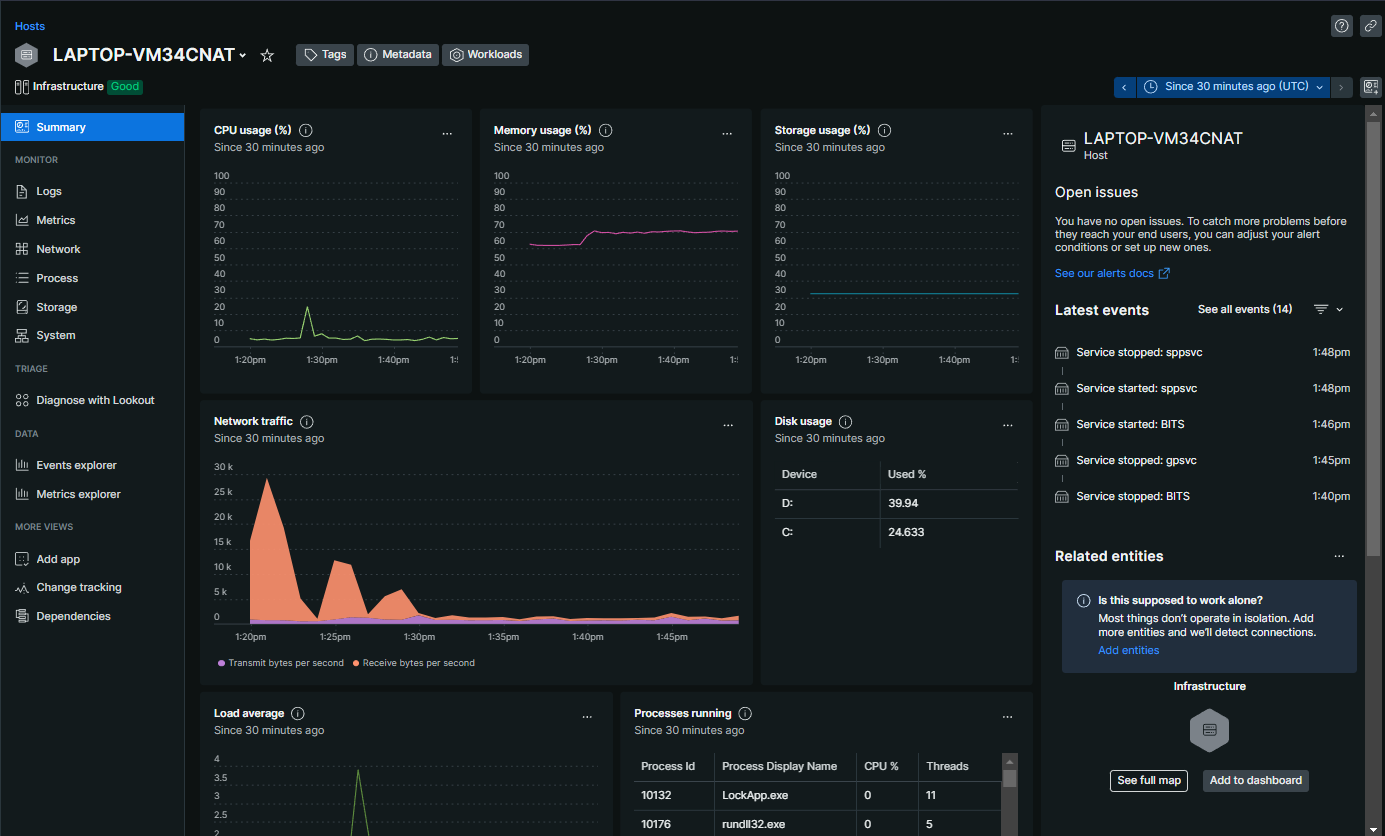 Hosts
LAPTOP-VM34CNAT
Tags
Metadata
Workloads
Infrastructure Good
Since 30 minutes ago (UTC)
Summary
MONITOR
Logs
Metrics
Network
Process
Storage
System
TRIAGE
Diagnose with Lookout
DATA
Events explorer
Metrics explorer
MORE VIEWS
Add app
Change tracking
Dependencies
CPU usage (%)
Since 30 minutes ago
100
90
80
70
60
50
40
30
20
10
0
1:20pm 1:30pm 1:40pm 1:
Memory usage (%)
Since 30 minutes ago
100
90
80
70
60
50
40
30
20
10
0
1:20pm 1:30pm 1:40pm 1:
Storage usage (%)
Since 30 minutes ago
100
90
80
70
60
50
40
30
20
10
0
1:20pm 1:30pm 1:40pm 1:
Network traffic
Since 30 minutes ago
30 k
25 k
20 k
15 k
10 k
5 k
0
1:20pm 1:25pm 1:30pm 1:35pm 1:40pm 1:45pm
Transmit bytes per second Receive bytes per second
Disk usage
Since 30 minutes ago
Device Used %
D: 39.94
C: 24.633
Load average
Since 30 minutes ago
4
3.5
3
2.5
2
Processes running
Since 30 minutes ago
Process Id Process Display Name CPU % Threads
10132 LockApp.exe 0 11
10176 rundll32.exe 0 5
LAPTOP-VM34CNAT
Host
Open issues
You have no open issues. To catch more problems before
they reach your end users, you can adjust your alert
conditions or set up new ones.
See our alerts docs
Latest events See all events (14)
Service stopped: sppsvc 1:48pm
Service started: sppsvc 1:48pm
Service started: BITS 1:46pm
Service stopped: gpsvc 1:45pm
Service stopped: BITS 1:40pm
Related entities
Is this supposed to work alone?
Most things don't operate in isolation. Add
more entities and we'll detect connections.
Add entities
Infrastructure
See full map
Add to dashboard